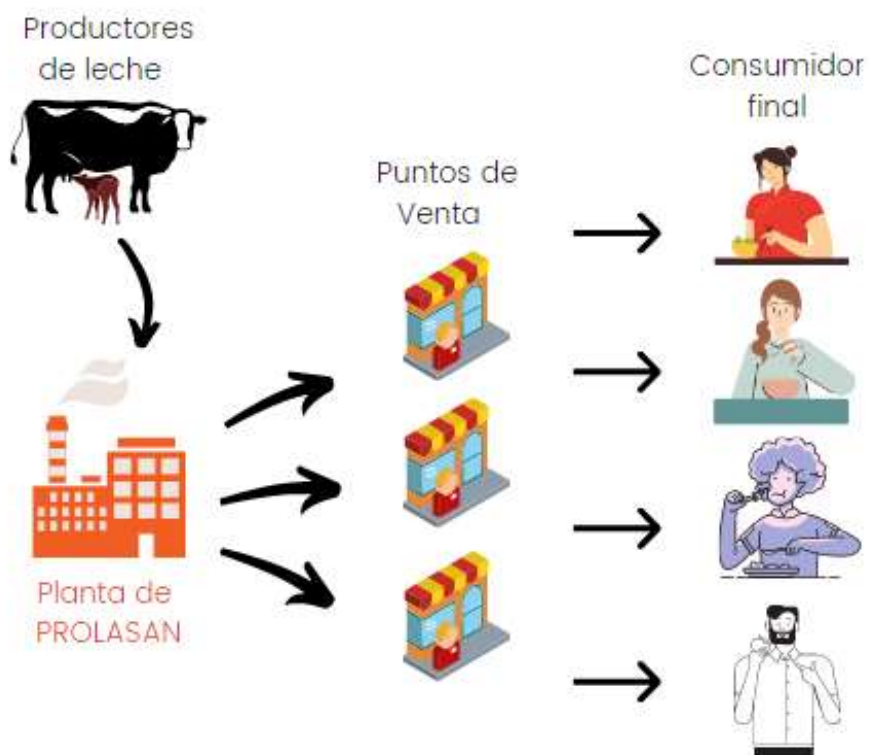 Productores
de leche
Consumidor
final
Puntos de
Venta
Planta de
PROLASAN